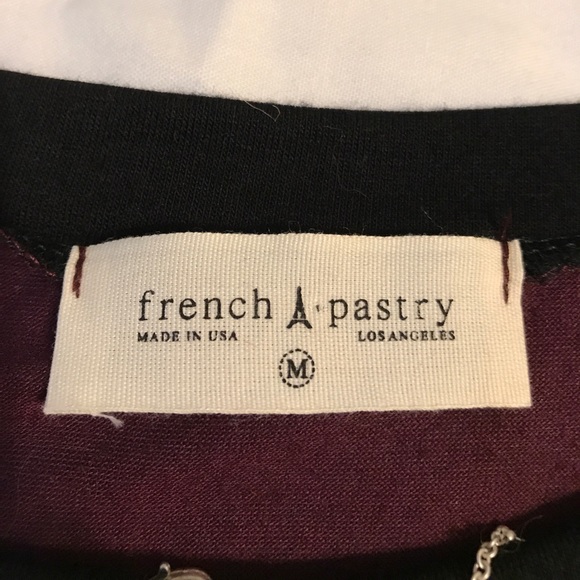 french pastry
MADE IN USA LOS ANGELES
M